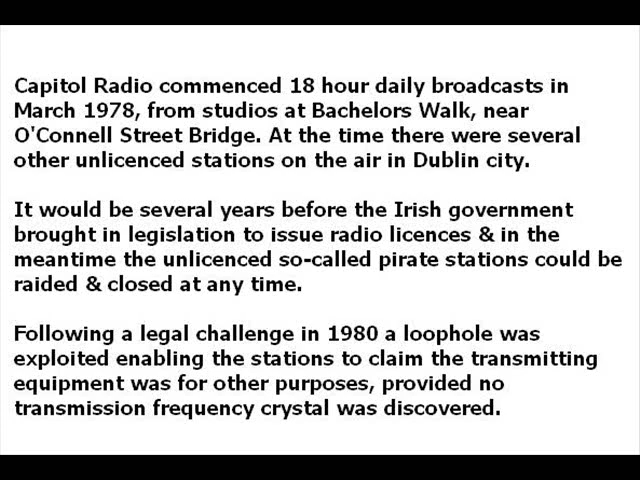 Capitol Radio commenced 18 hour daily broadcasts in
March 1978, from studios at Bachelors Walk, near
O'Connell Street Bridge. At the time there were several
other unlicenced stations on the air in Dublin city.
It would be several years before the Irish government
brought in legislation to issue radio licences & in the
meantime the unlicenced so-called pirate stations could be
raided & closed at any time.
Following a legal challenge in 1980 a loophole was
exploited enabling the stations to claim the transmitting
equipment was for other purposes, provided no
transmission frequency crystal was discovered.